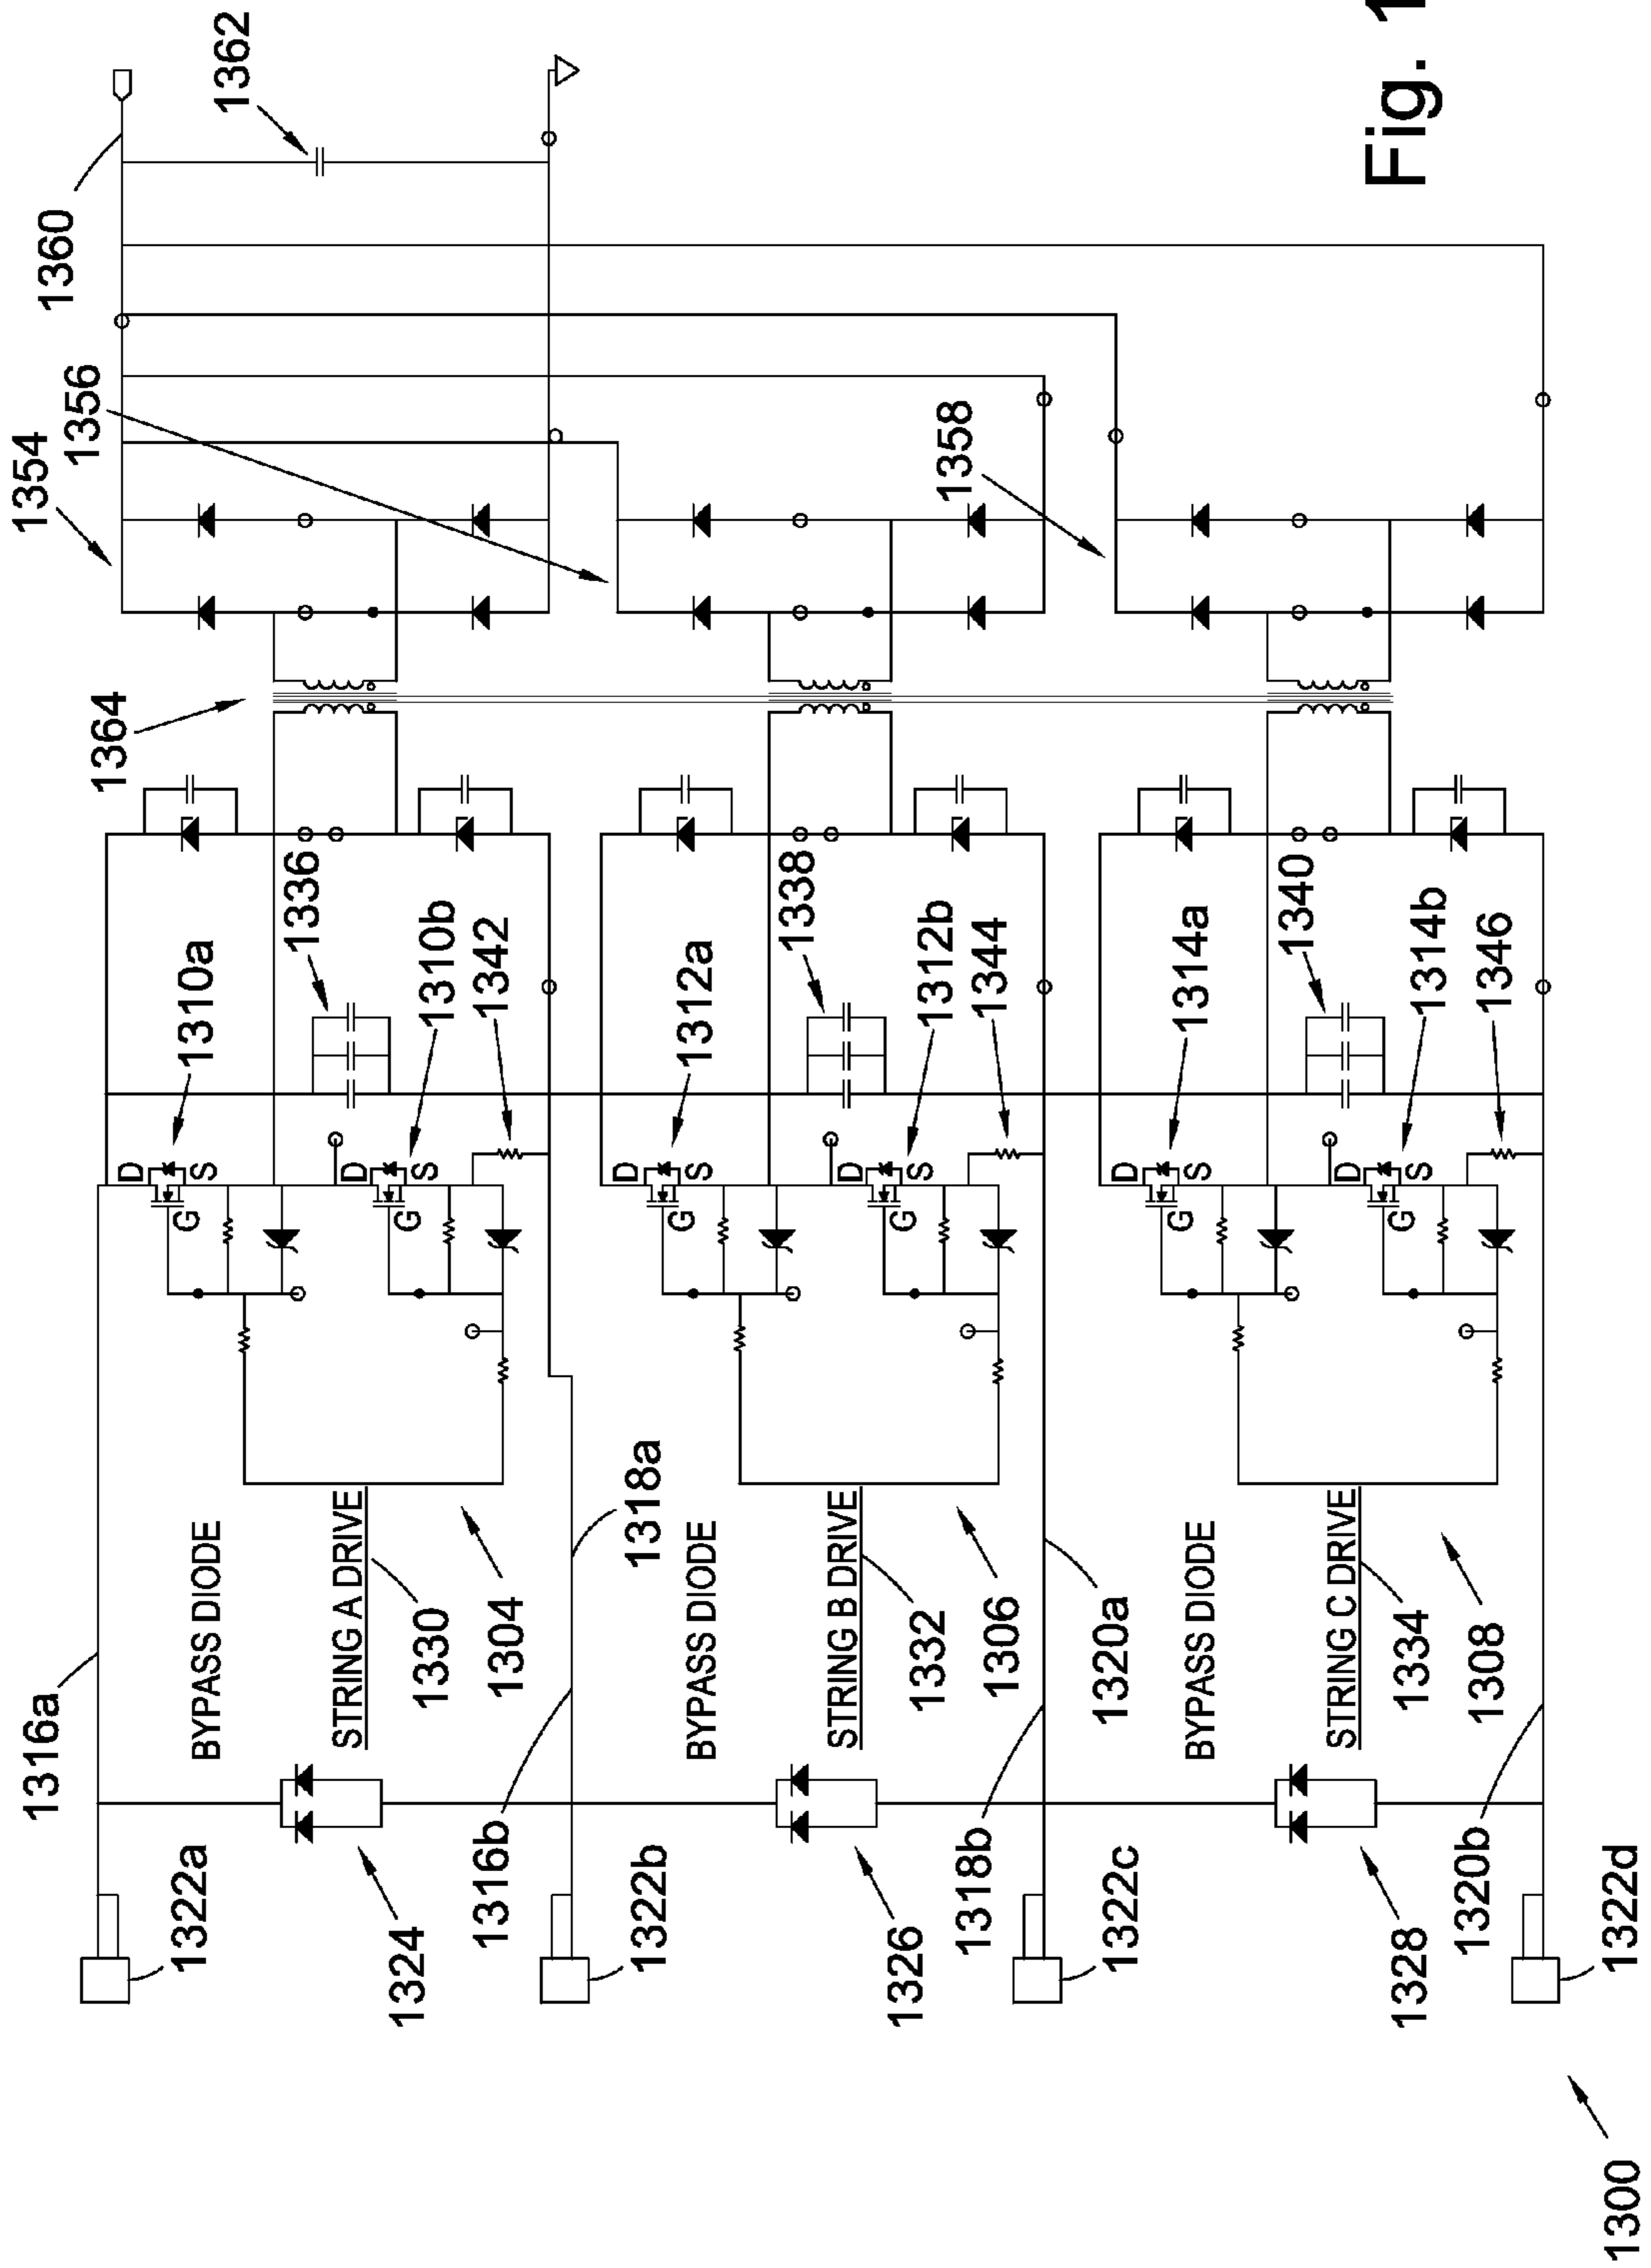 1354
1356
1360
1362
1364
1310a
1336
1310b
1342
D
S
G
D
S
G
1316a
BYPASS DIODE
STRING A DRIVE
1330
1304
1318a
1322a
1324
1316b
1322b
1312a
1338
1312b
1344
D
S
G
D
S
G
BYPASS DIODE
STRING B DRIVE
1332
1306
1320a
1326
1318b
1322c
1358
1314a
1340
1314b
1346
D
S
G
D
S
G
BYPASS DIODE
STRING C DRIVE
1334
1308
1328
1320b
1322d
1300
Fig. 1